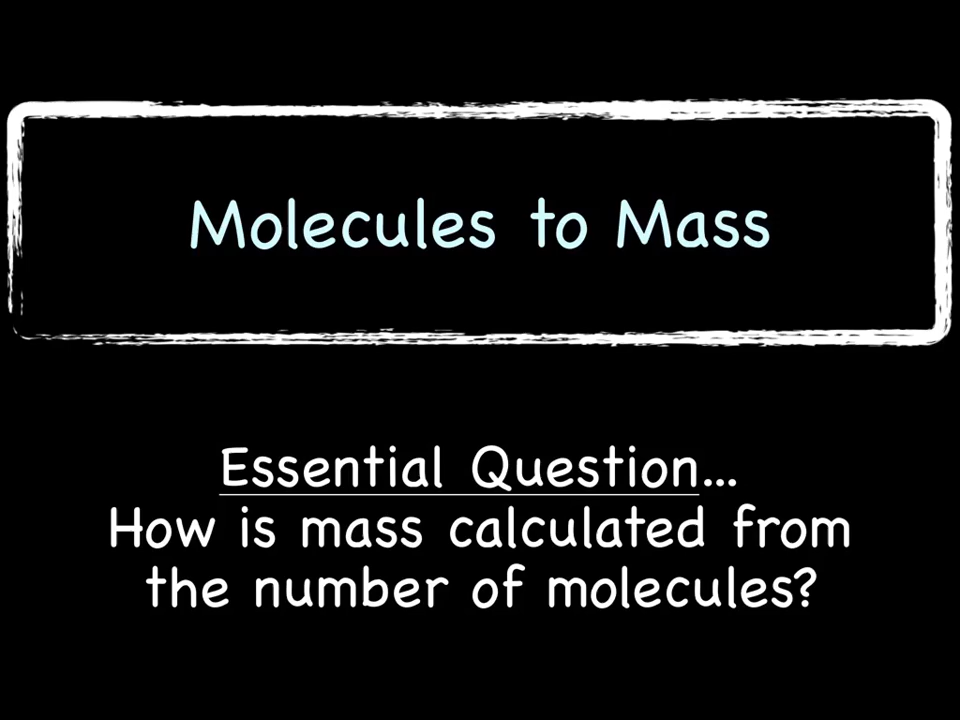 Molecules to Mass
Essential Question...
How is mass calculated from
the number of molecules?